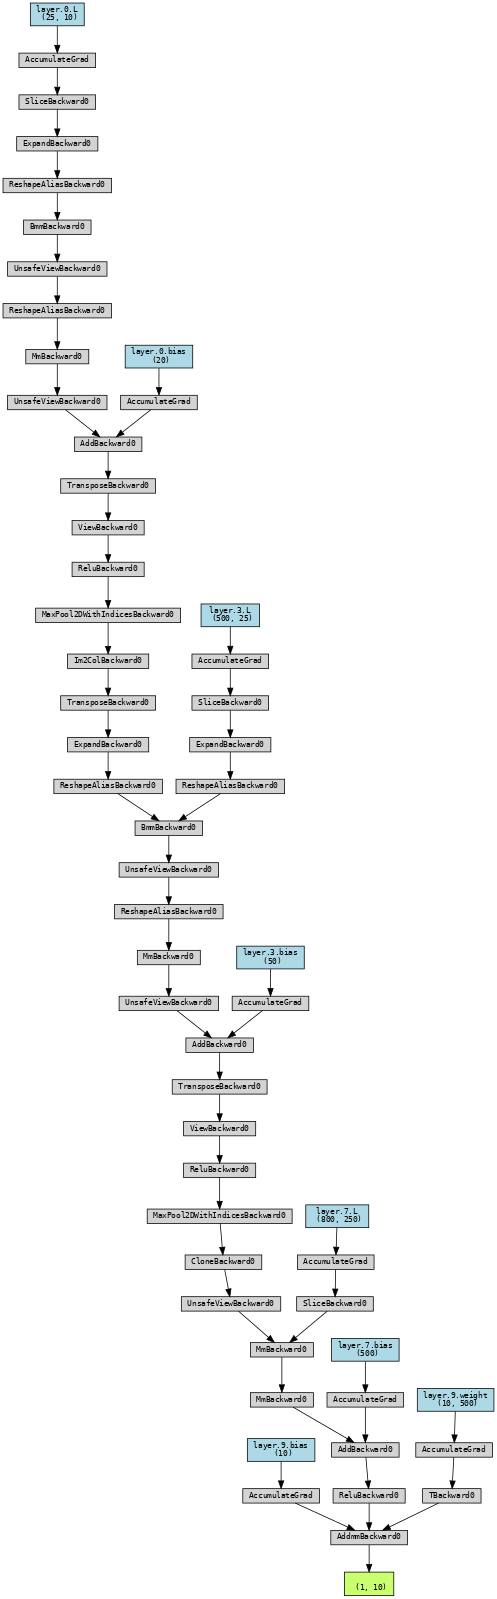 layer.0.L
(25, 10)
AccumulateGrad
SliceBackward0
ExpandBackward0
ReshapeAliasBackward0
BmmBackward0
UnsafeViewBackward0
ReshapeAliasBackward0
MmBackward0
layer.0.bias
(20)
UnsafeViewBackward0
AccumulateGrad
AddBackward0
TransposeBackward0
ViewBackward0
ReluBackward0
MaxPool2DWithIndicesBackward0
layer.3.L
(500, 25)
Im2ColBackward0
AccumulateGrad
TransposeBackward0
SliceBackward0
ExpandBackward0
ExpandBackward0
ReshapeAliasBackward0
ReshapeAliasBackward0
BmmBackward0
UnsafeViewBackward0
ReshapeAliasBackward0
MmBackward0
layer.3.bias
(50)
UnsafeViewBackward0
AccumulateGrad
AddBackward0
TransposeBackward0
ViewBackward0
ReluBackward0
MaxPool2DWithIndicesBackward0
layer.7.L
(800, 250)
CloneBackward0
AccumulateGrad
UnsafeViewBackward0
SliceBackward0
MmBackward0
layer.7.bias
(500)
MmBackward0
AccumulateGrad
layer.9.weight
(10, 500)
layer.9.bias
(10)
AddBackward0
AccumulateGrad
AccumulateGrad
ReluBackward0
TBackward0
AddmmBackward0
(1, 10)